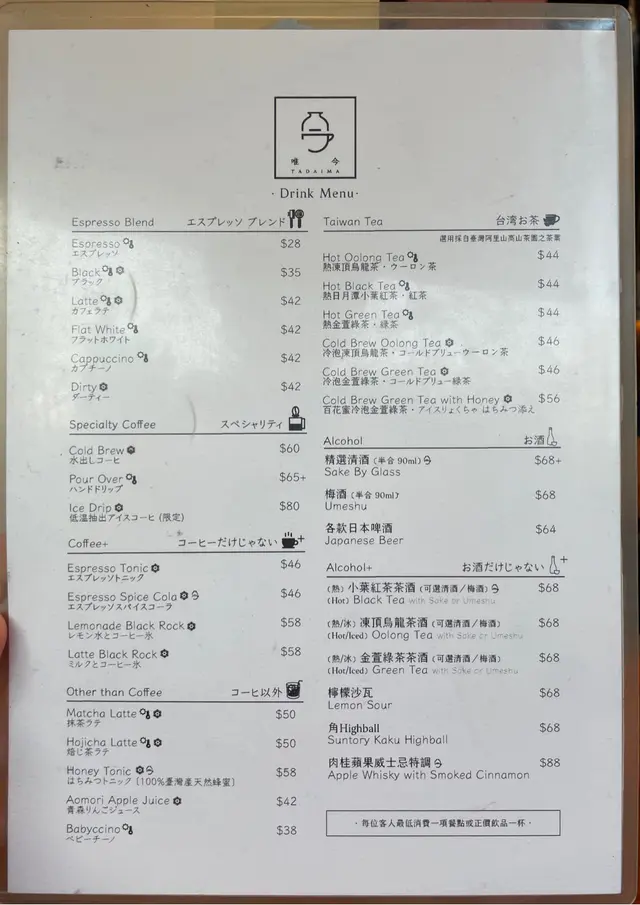 唯 今
TADAIMA
· Drink Menu ·
Espresso Blend エスプレッソ ブレンド
Espresso $28
エスプレッソ
Black $35
ブラック
Latte $42
カフェラテ
Flat White $42
フラットホワイト
Cappuccino $42
カプチーノ
Dirty $42
ダーティー
Specialty Coffee スペシャリティ
Cold Brew $60
水出しコーヒ
Pour Over $65+
ハンドドリップ
Ice Drip $80
低温抽出アイスコーヒ (限定)
Coffee+ コーヒーだけじゃない
Espresso Tonic $46
エスプレッソトニック
Espresso Spice Cola $46
エスプレッソスパイスコーラ
Lemonade Black Rock $58
レモン水とコーヒー氷
Latte Black Rock $58
ミルクとコーヒー氷
Other than Coffee コーヒ以外
Matcha Latte $50
抹茶ラテ
Hojicha Latte $50
焙じ茶ラテ
Honey Tonic $58
はちみつトニック (100%臺灣産天然蜂蜜)
Aomori Apple Juice $42
青森りんごジュース
Babyccino $38
ベビーチーノ
Taiwan Tea 台湾お茶
選用採自臺灣阿里山高山茶園之茶葉
Hot Oolong Tea $44
熱凍頂烏龍茶・ウーロン茶
Hot Black Tea $44
熱日月潭小葉紅茶・紅茶
Hot Green Tea $44
熱金萱綠茶・緑茶
Cold Brew Oolong Tea $46
冷泡凍頂烏龍茶・コールドブリューウーロン茶
Cold Brew Green Tea $46
冷泡金萱綠茶・コールドブリュー緑茶
Cold Brew Green Tea with Honey $56
百花蜜冷泡金萱綠茶・アイスりょくちゃ はちみつ添え
Alcohol お酒
精選清酒 (半合 90ml) $68+
Sake By Glass
梅酒 (半合 90ml) $68
Umeshu
各款日本啤酒 $64
Japanese Beer
Alcohol+ お酒だけじゃない
(熱) 小葉紅茶茶酒 (可選清酒/梅酒) $68
(Hot) Black Tea with Sake or Umeshu
(熱/冰) 凍頂烏龍茶酒 (可選清酒/梅酒) $68
(Hot/Iced) Oolong Tea with Sake or Umeshu
(熱/冰) 金萱綠茶茶酒 (可選清酒/梅酒) $68
(Hot/Iced) Green Tea with Sake or Umeshu
檸檬沙瓦 $68
Lemon Sour
角Highball $68
Suntory Kaku Highball
肉桂蘋果威士忌特調 $88
Apple Whisky with Smoked Cinnamon
· 每位客人最低消費一項餐點或正價飲品一杯 ·